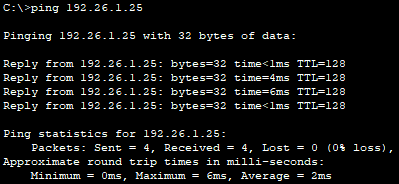 C:\>ping 192.26.1.25
Pinging 192.26.1.25 with 32 bytes of data:
Reply from 192.26.1.25: bytes=32 time<1ms TTL=128
Reply from 192.26.1.25: bytes=32 time=4ms TTL=128
Reply from 192.26.1.25: bytes=32 time=6ms TTL=128
Reply from 192.26.1.25: bytes=32 time<1ms TTL=128
Ping statistics for 192.26.1.25:
Packets: Sent = 4, Received = 4, Lost = 0 (0% loss),
Approximate round trip times in milli-seconds:
Minimum = 0ms, Maximum = 6ms, Average = 2ms